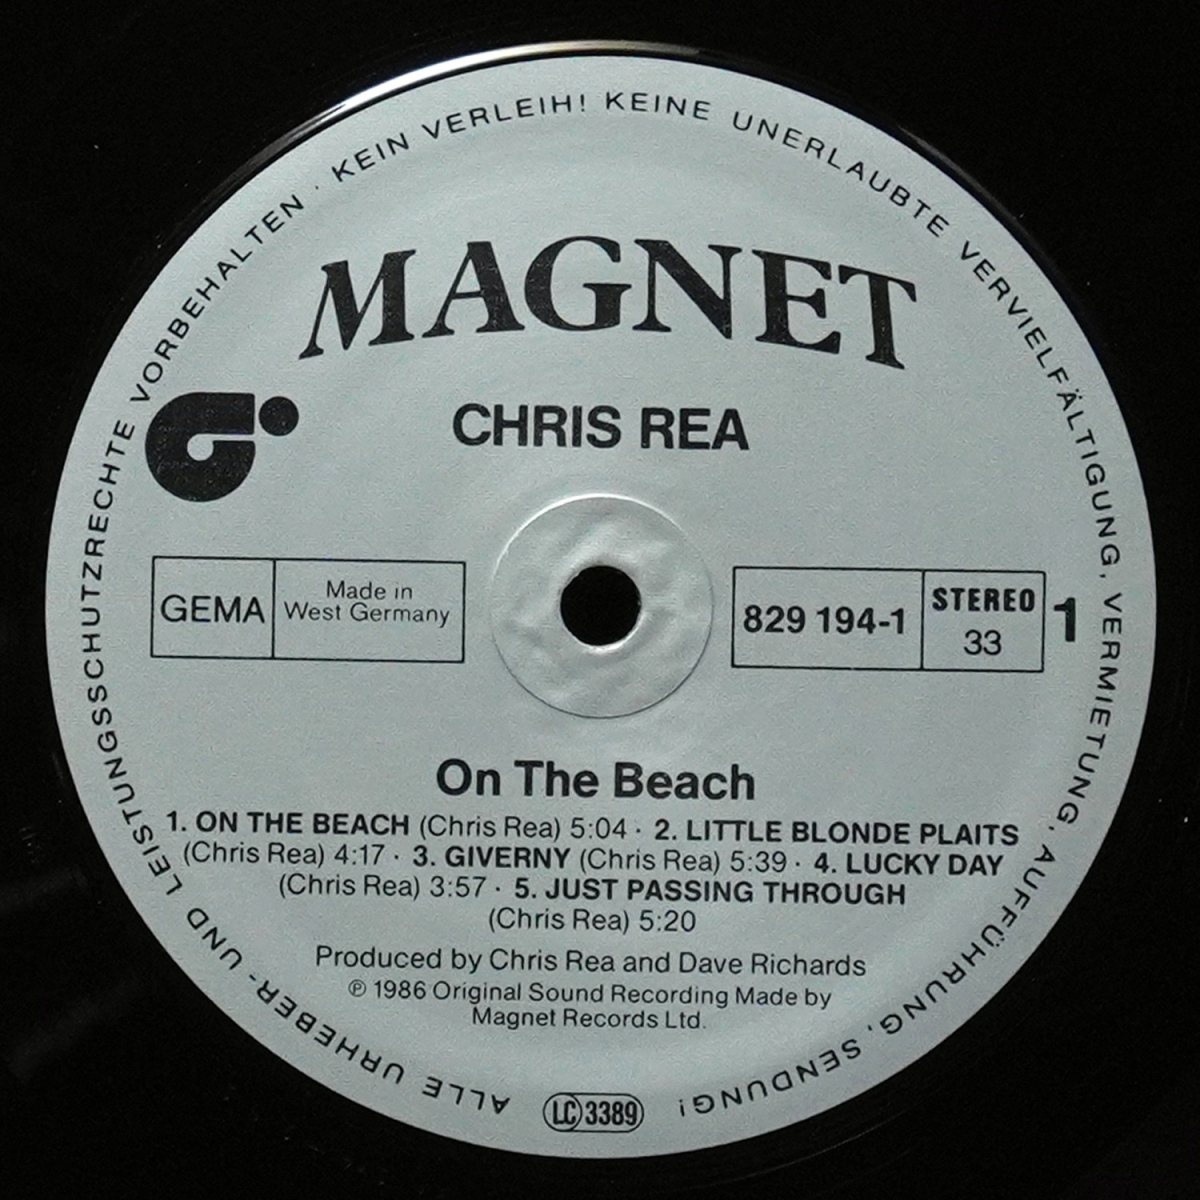 ALLE URHEBER- UND LEISTUNGSSCHUTZRECHTE VORBEHALTEN · KEIN VERLEIH! KEINE UNERLAUBTE VERVIELFÄLTIGUNG, VERMIETUNG, AUFFÜHRUNG, SENDUNG!
MAGNET
CHRIS REA
GEMA
Made in
West Germany
829 194-1
STEREO
33
1
On The Beach
1. ON THE BEACH (Chris Rea) 5:04 · 2. LITTLE BLONDE PLAITS
(Chris Rea) 4:17 · 3. GIVERNY (Chris Rea) 5:39 · 4. LUCKY DAY
(Chris Rea) 3:57 · 5. JUST PASSING THROUGH
(Chris Rea) 5:20
Produced by Chris Rea and Dave Richards
℗ 1986 Original Sound Recording Made by
Magnet Records Ltd.
LC 3389